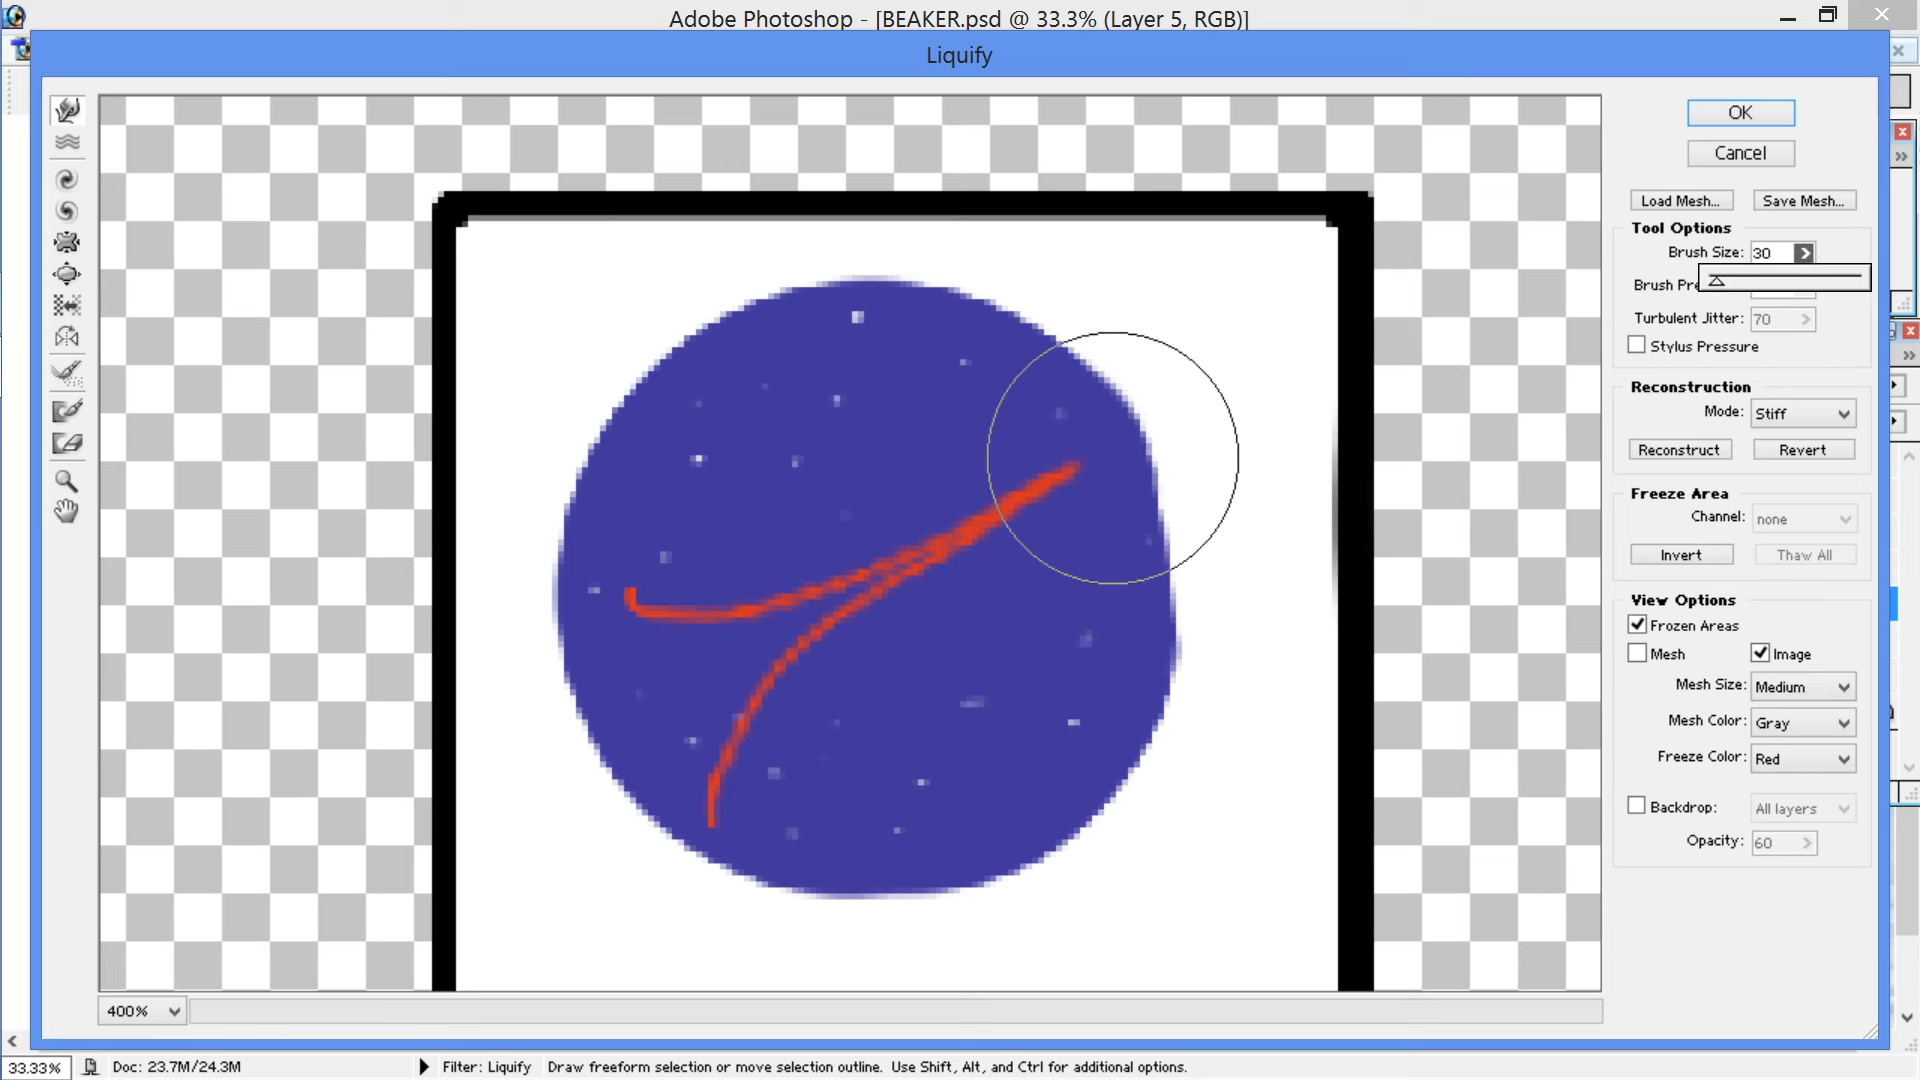 Adobe Photoshop - [BEAKER.psd @ 33.3% (Layer 5, RGB)]
Liquify
OK
Cancel
Load Mesh... Save Mesh...
Tool Options
Brush Size: 30
Brush Pre
Turbulent Jitter: 70
Stylus Pressure
Reconstruction
Mode: Stiff
Reconstruct Revert
Freeze Area
Channel: none
Invert Thaw All
View Options
Frozen Areas
Mesh Image
Mesh Size: Medium
Mesh Color: Gray
Freeze Color: Red
Backdrop: All layers
Opacity: 60
400%
33.33% Doc: 23.7M/24.3M Filter: Liquify Draw freeform selection or move selection outline. Use Shift, Alt, and Ctrl for additional options.